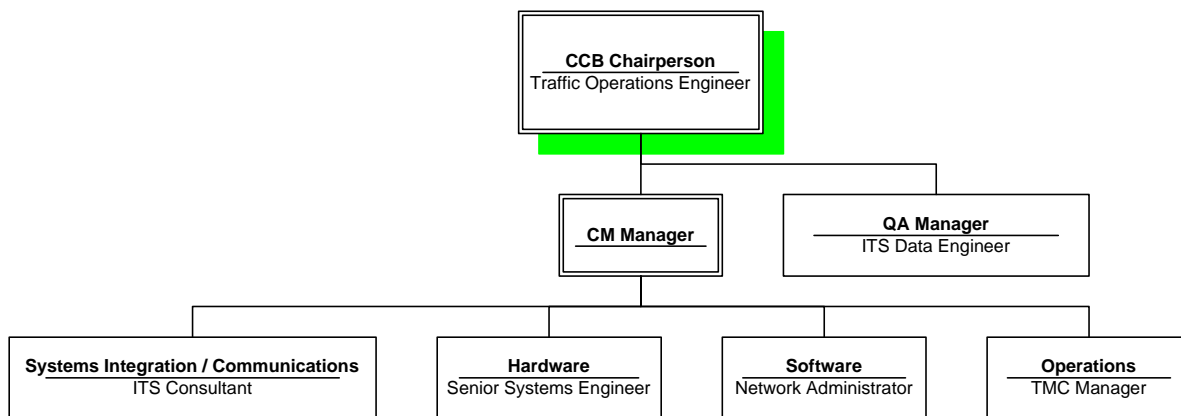 CCB Chairperson
Traffic Operations Engineer
CM Manager
QA Manager
ITS Data Engineer
Systems Integration / Communications
ITS Consultant
Hardware
Senior Systems Engineer
Software
Network Administrator
Operations
TMC Manager